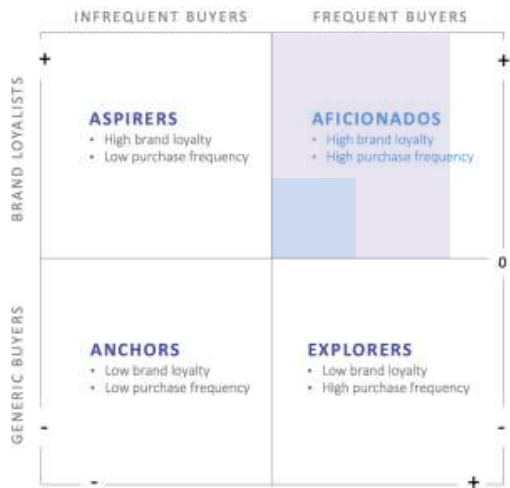 INFREQUENT BUYERS FREQUENT BUYERS
+ +
BRAND LOYALISTS
ASPIRERS
• High brand loyalty
• Low purchase frequency
AFICIONADOS
• High brand loyalty
• High purchase frequency
0
GENERIC BUYERS
ANCHORS
• Low brand loyalty
• Low purchase frequency
EXPLORERS
• Low brand loyalty
• High purchase frequency
- -
- +